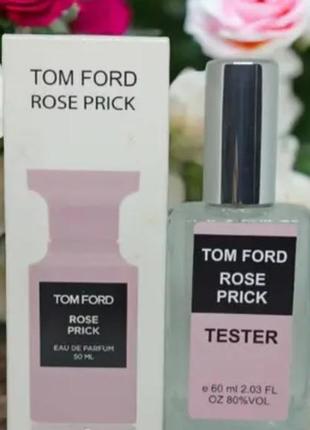 TOM FORD
ROSE PRICK
TOM FORD
ROSE
PRICK
EAU DE PARFUM
50 ML
TOM FORD
ROSE
PRICK
TESTER
e 60 ml 2.03 FL
OZ 80%VOL